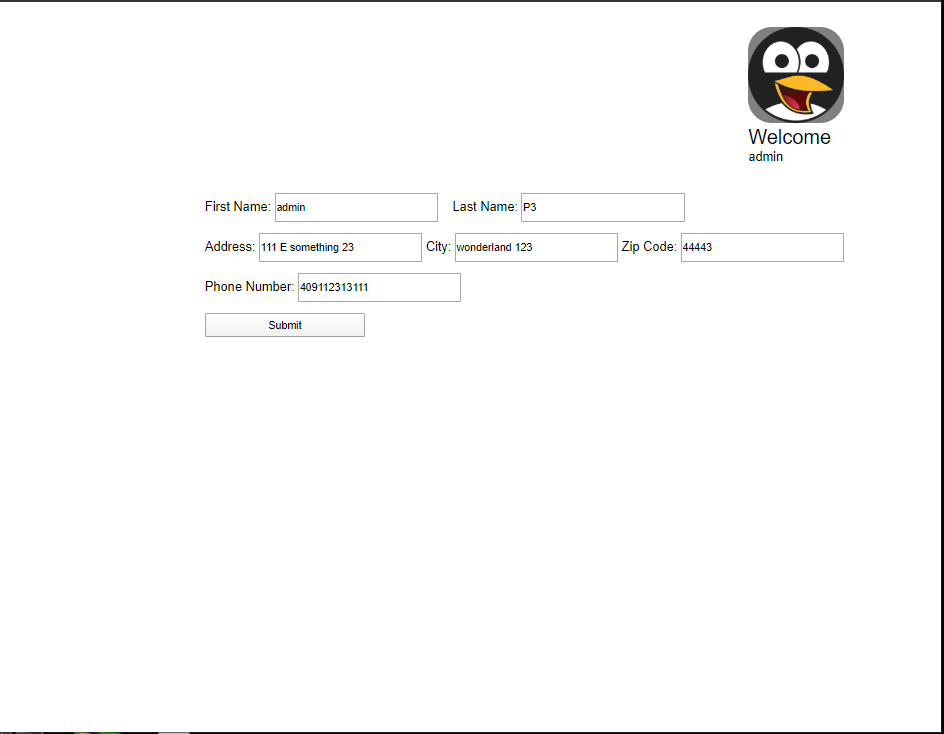 Welcome
admin
First Name: admin Last Name: P3
Address: 111 E something 23 City: wonderland 123 Zip Code: 44443
Phone Number: 409112313111
Submit